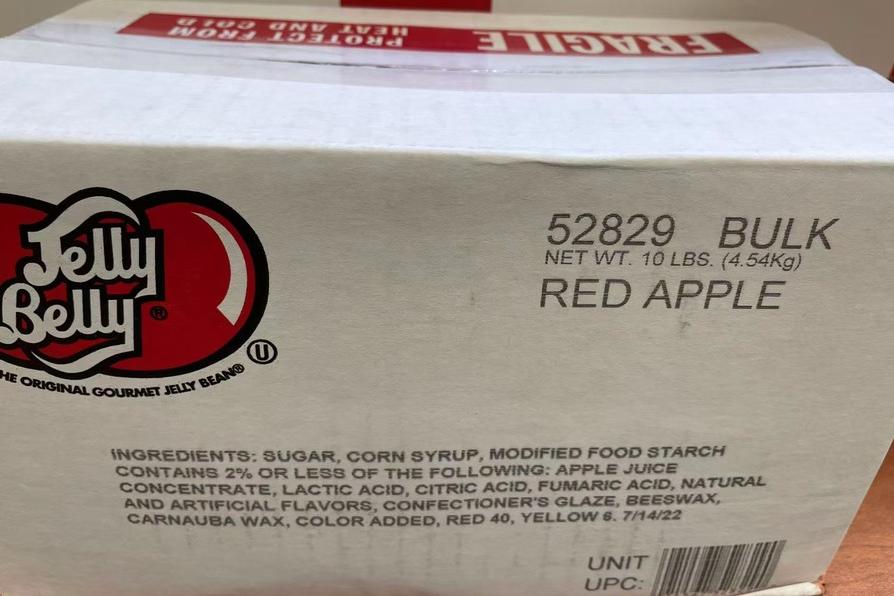 FRAGILE
PROTECT FROM
HEAT AND COLD
Jelly
Belly®
THE ORIGINAL GOURMET JELLY BEAN®
U
52829 BULK
NET WT. 10 LBS. (4.54Kg)
RED APPLE
INGREDIENTS: SUGAR, CORN SYRUP, MODIFIED FOOD STARCH
CONTAINS 2% OR LESS OF THE FOLLOWING: APPLE JUICE
CONCENTRATE, LACTIC ACID, CITRIC ACID, FUMARIC ACID, NATURAL
AND ARTIFICIAL FLAVORS, CONFECTIONER'S GLAZE, BEESWAX,
CARNAUBA WAX, COLOR ADDED, RED 40, YELLOW 6. 7/14/22
UNIT
UPC: